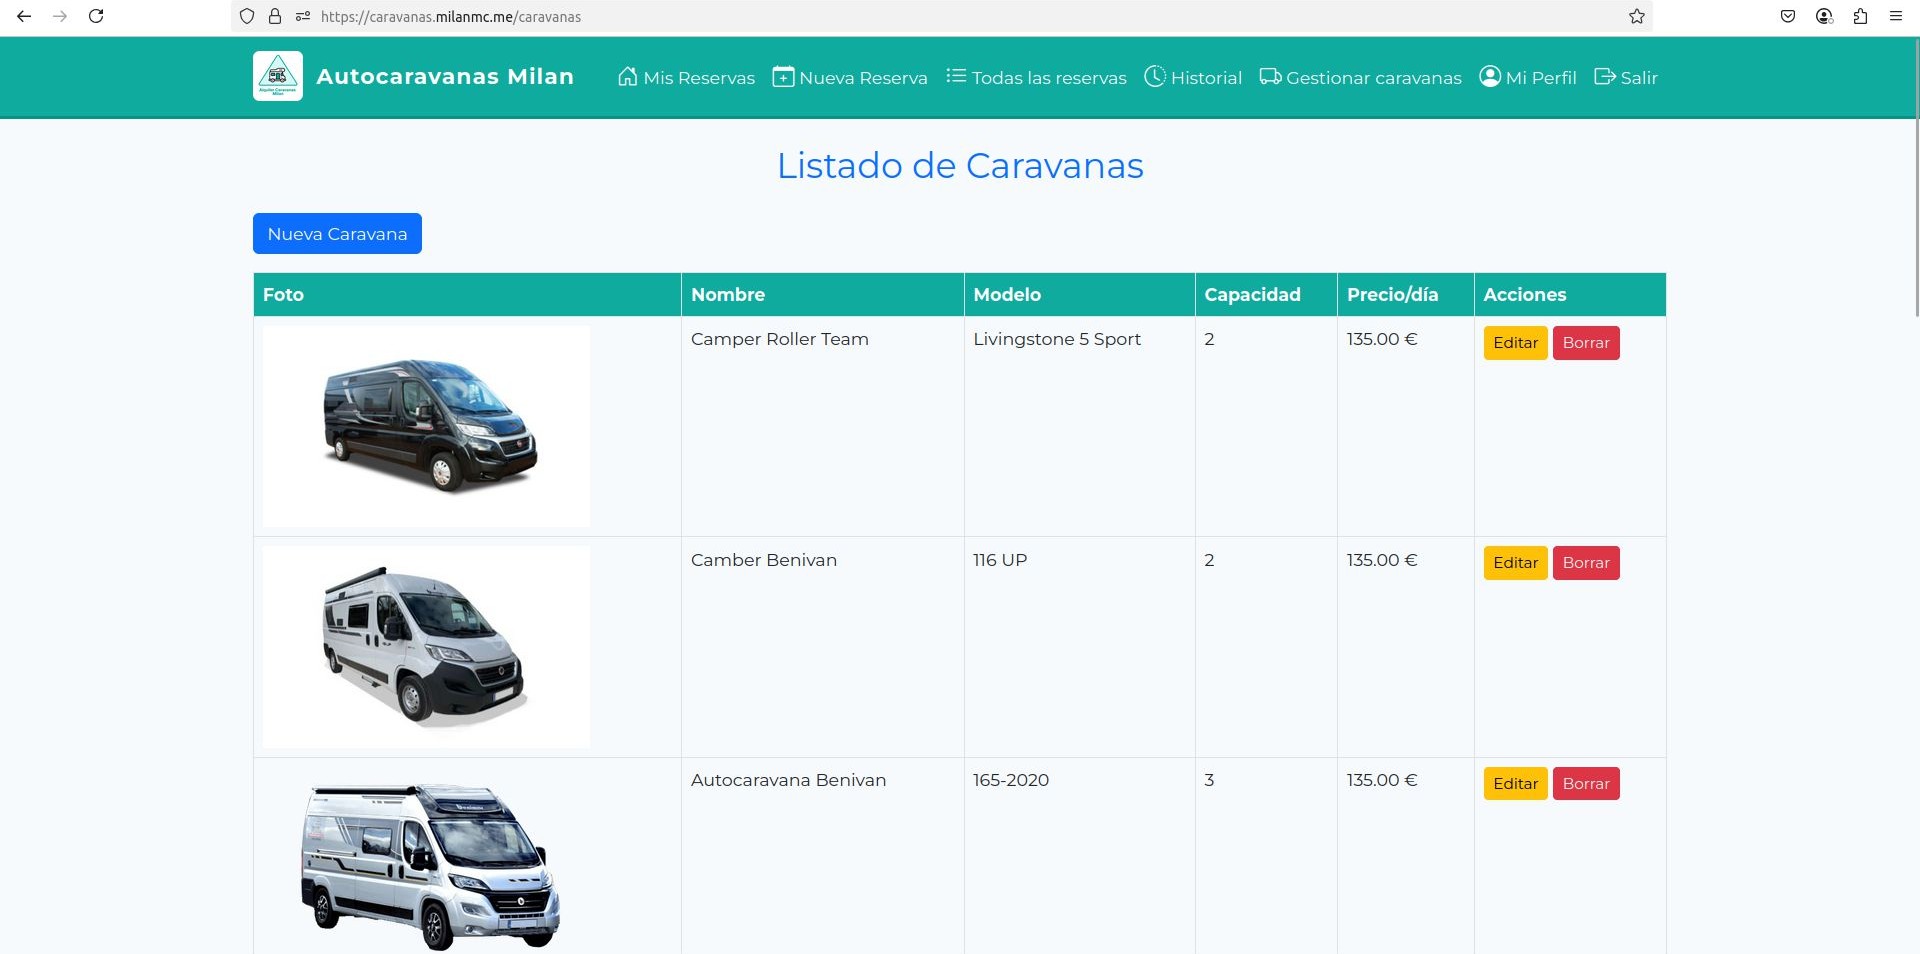 https://caravanas.milanmc.me/caravanas
Alquiler Caravanas
Milan
Autocaravanas Milan
Mis Reservas
Nueva Reserva
Todas las reservas
Historial
Gestionar caravanas
Mi Perfil
Salir
Listado de Caravanas
Nueva Caravana
Foto Nombre Modelo Capacidad Precio/día Acciones
Camper Roller Team Livingstone 5 Sport 2 135.00 € Editar Borrar
Camber Benivan 116 UP 2 135.00 € Editar Borrar
Autocaravana Benivan 165-2020 3 135.00 € Editar Borrar